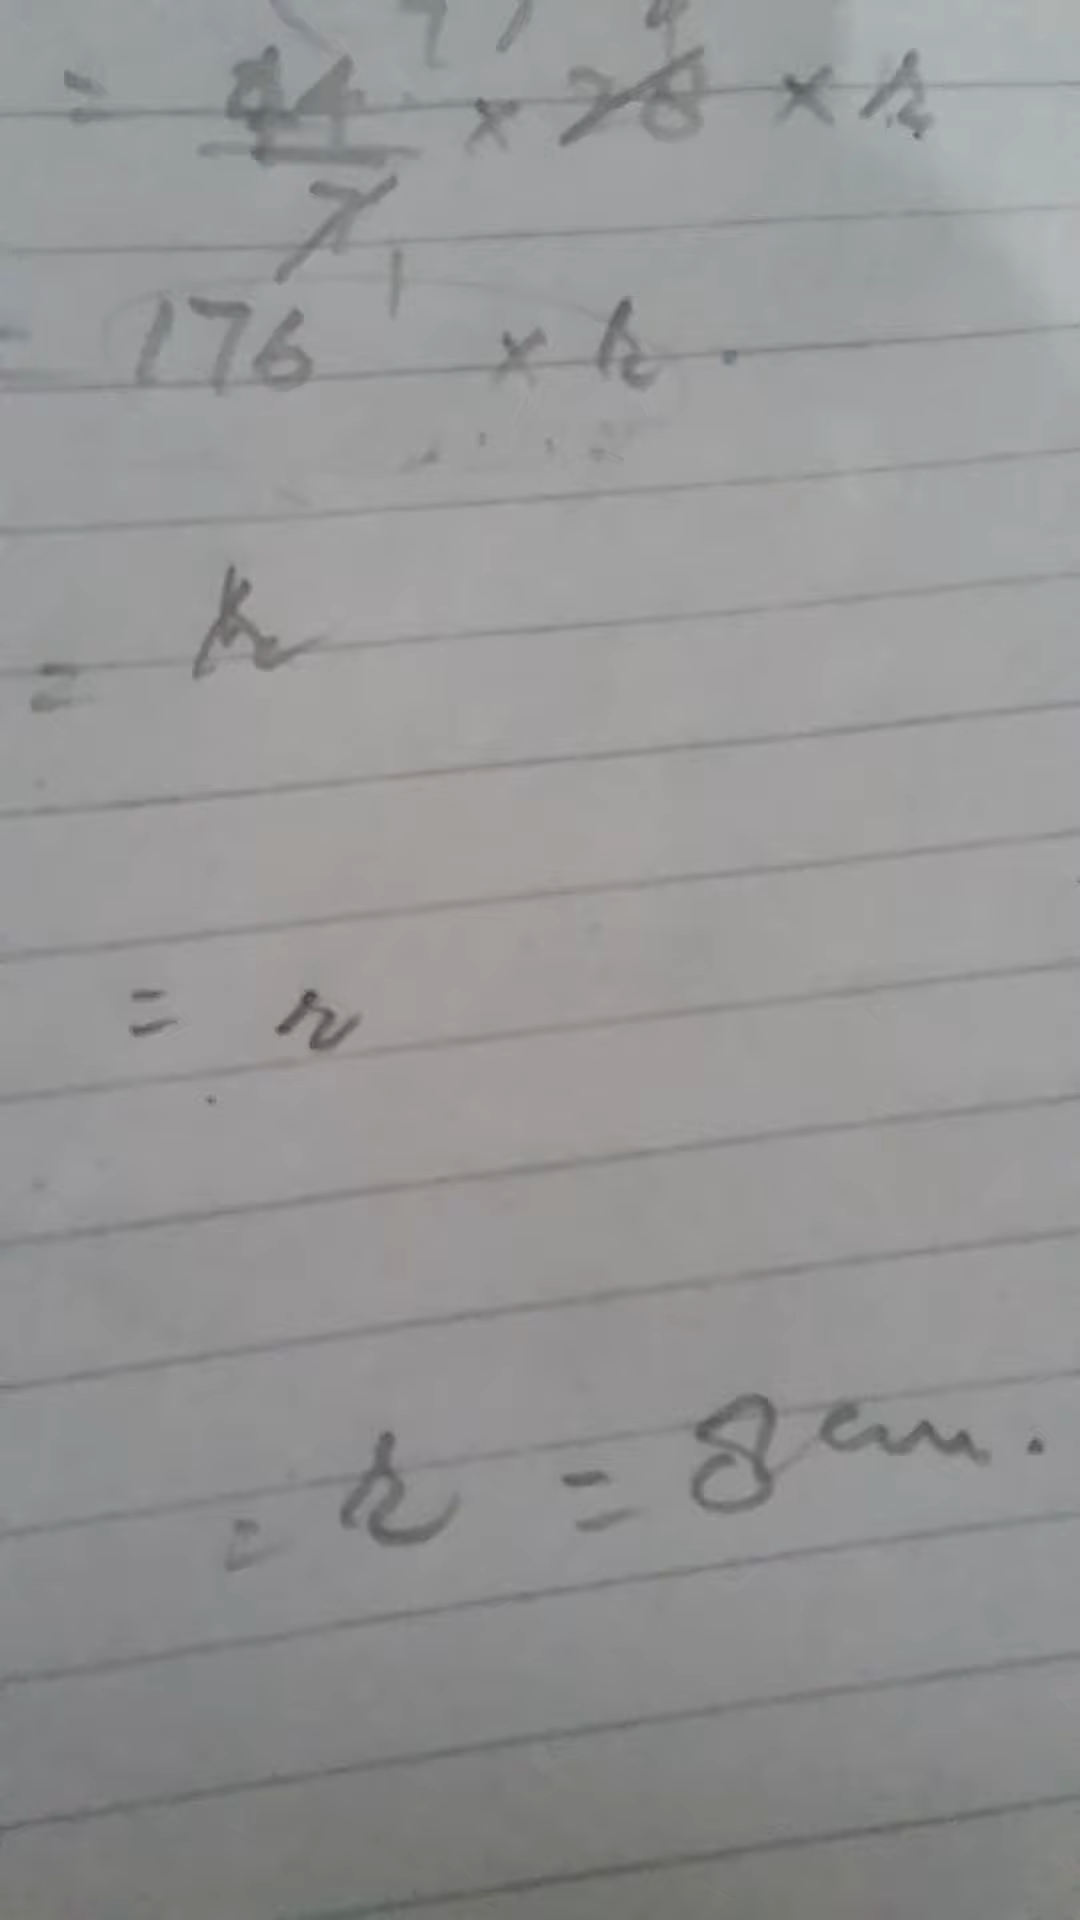 = 44/7 × 28 × r
= 176 × r.
= r
= r
= r = 8 cm.